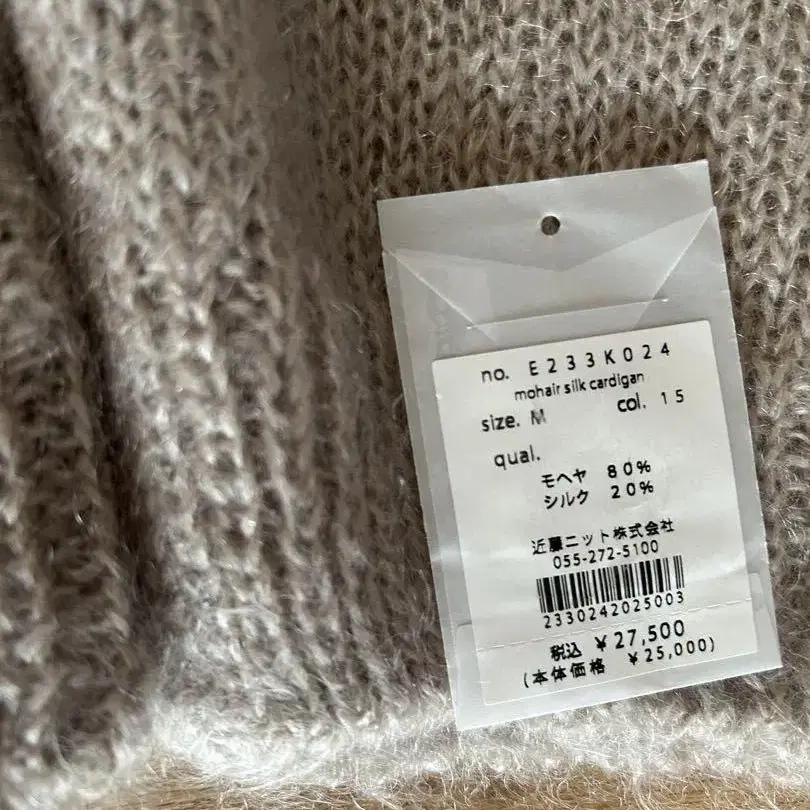 no. E233K024
mohair silk cardigan
size. M col. 15
qual.
モヘヤ 80%
シルク 20%
近藤ニット株式会社
055-272-5100
2330242025003
税込 ¥27,500
(本体価格 ¥25,000)